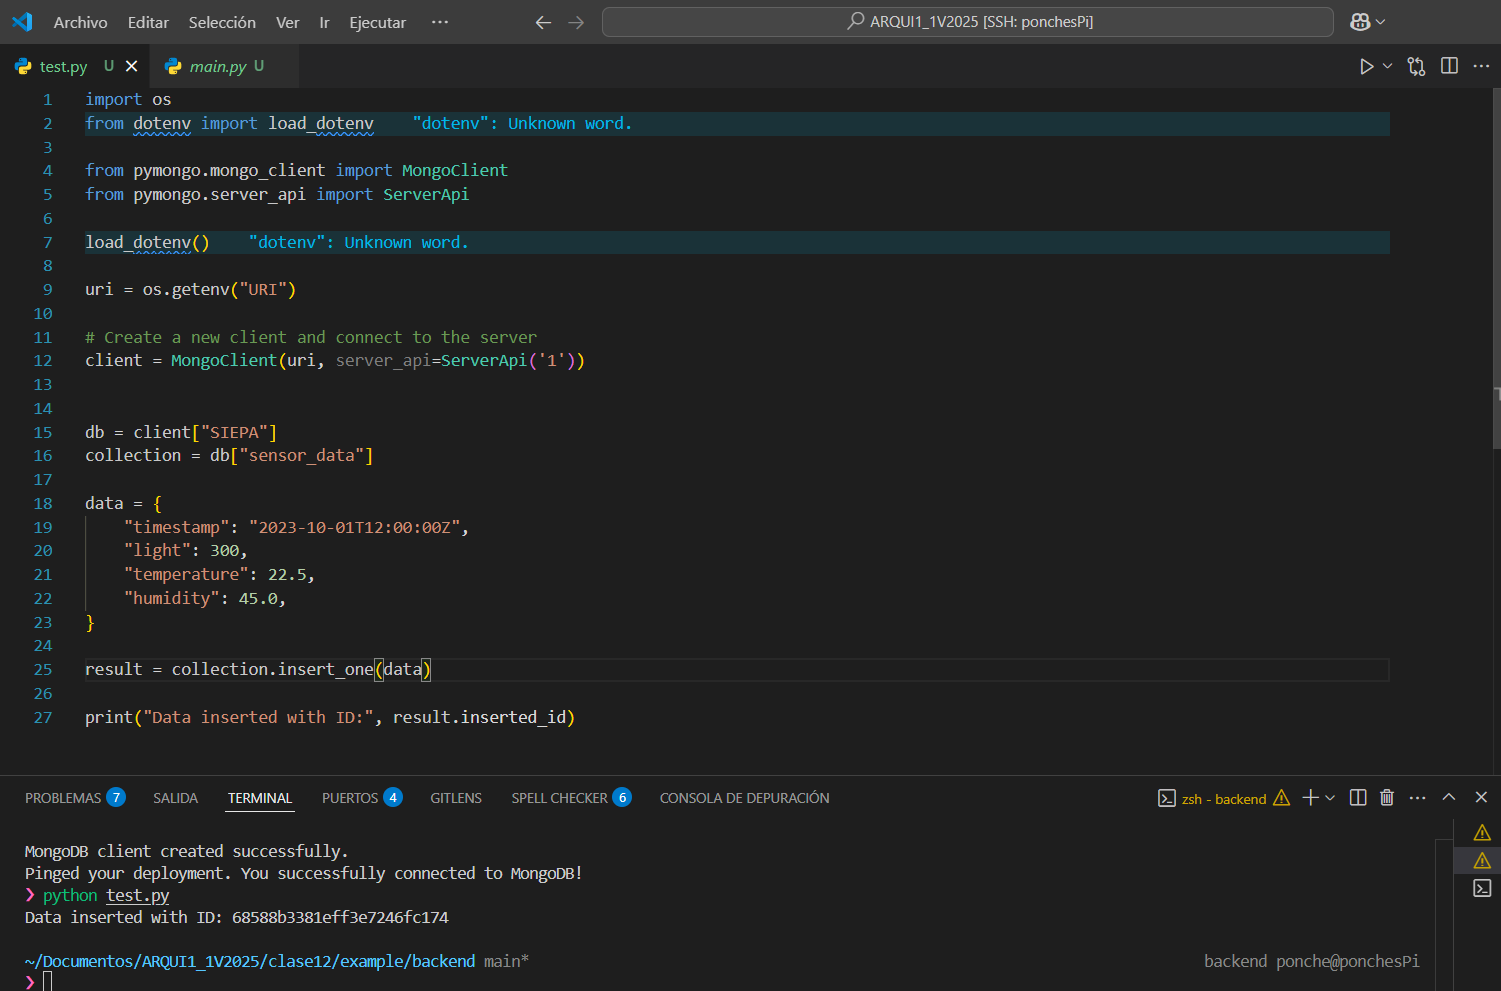 Archivo Editar Selección Ver Ir Ejecutar ··· ARQUI1_1V2025 [SSH: ponchesPi]
test.py U main.py U
1 import os
2 from dotenv import load_dotenv "dotenv": Unknown word.
3
4 from pymongo.mongo_client import MongoClient
5 from pymongo.server_api import ServerApi
6
7 load_dotenv() "dotenv": Unknown word.
8
9 uri = os.getenv("URI")
10
11 # Create a new client and connect to the server
12 client = MongoClient(uri, server_api=ServerApi('1'))
13
14
15 db = client["SIEPA"]
16 collection = db["sensor_data"]
17
18 data = {
19 "timestamp": "2023-10-01T12:00:00Z",
20 "light": 300,
21 "temperature": 22.5,
22 "humidity": 45.0,
23 }
24
25 result = collection.insert_one(data)
26
27 print("Data inserted with ID:", result.inserted_id)
PROBLEMAS 7 SALIDA TERMINAL PUERTOS 4 GITLENS SPELL CHECKER 6 CONSOLA DE DEPURACIÓN zsh - backend
MongoDB client created successfully.
Pinged your deployment. You successfully connected to MongoDB!
❯ python test.py
Data inserted with ID: 68588b3381eff3e7246fc174
~/Documentos/ARQUI1_1V2025/clase12/example/backend main* backend ponche@ponchesPi
❯